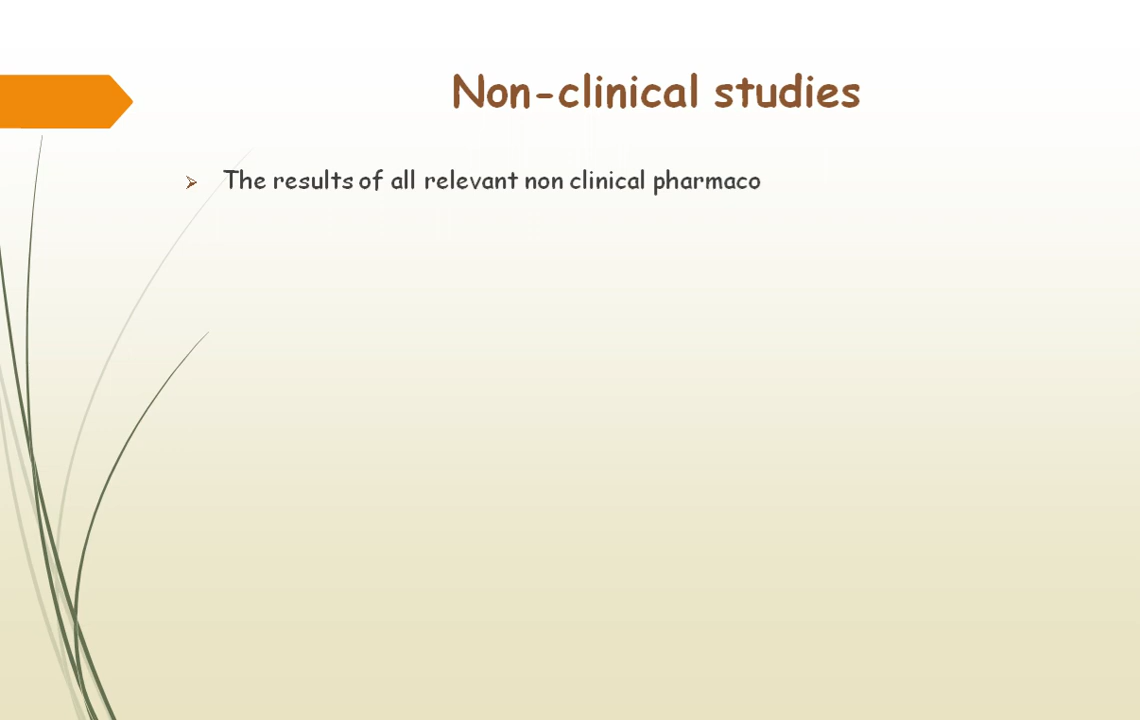 Non-clinical studies
The results of all relevant non clinical pharmaco